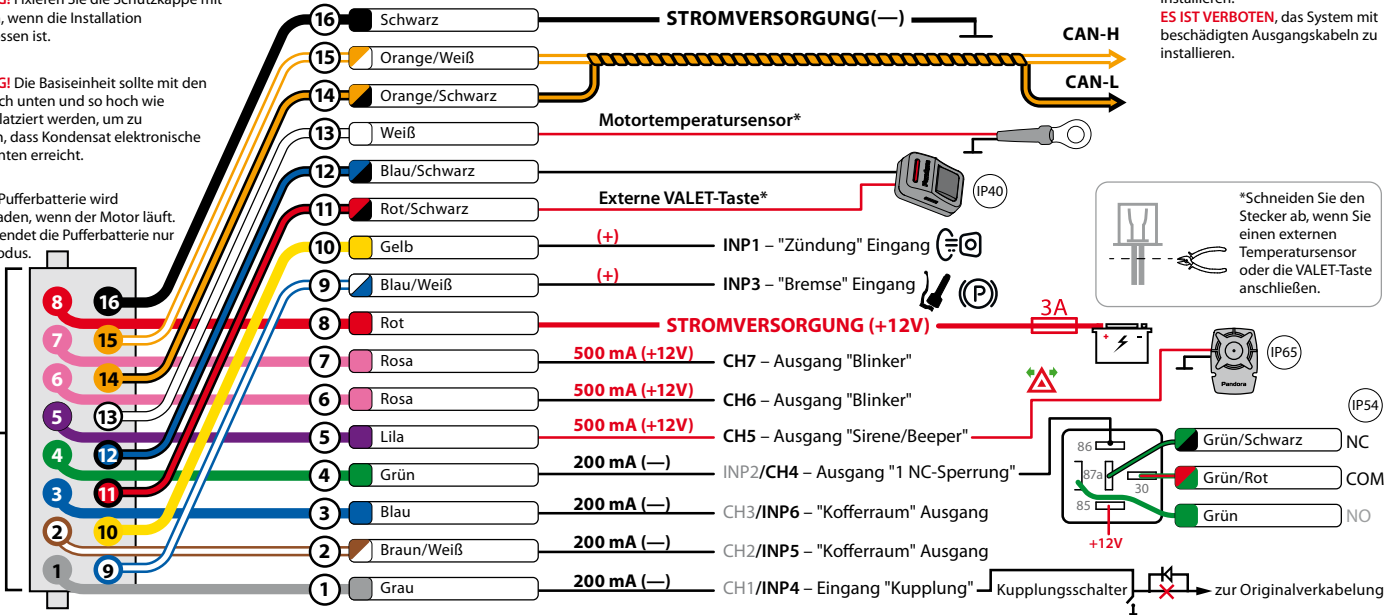 G! Fixieren Sie die Schutzkappe mit
, wenn die Installation
ssen ist.
G! Die Basiseinheit sollte mit den
ch unten und so hoch wie
latziert werden, um zu
n, dass Kondensat elektronische
nten erreicht.
Pufferbatterie wird
aden, wenn der Motor läuft.
endet die Pufferbatterie nur
odus.
installieren.
ES IST VERBOTEN, das System mit
beschädigten Ausgangskabeln zu
installieren.
16 Schwarz STROMVERSORGUNG(—)
CAN-H
15 Orange/Weiß
CAN-L
14 Orange/Schwarz
13 Weiß Motortemperatursensor*
12 Blau/Schwarz
IP40
11 Rot/Schwarz Externe VALET-Taste*
10 Gelb (+) INP1 – "Zündung" Eingang
9 Blau/Weiß (+) INP3 – "Bremse" Eingang (P)
8 Rot STROMVERSORGUNG (+12V) 3A
+ -
7 Rosa 500 mA (+12V) CH7 – Ausgang "Blinker"
6 Rosa 500 mA (+12V) CH6 – Ausgang "Blinker"
5 Lila 500 mA (+12V) CH5 – Ausgang "Sirene/Beeper"
4 Grün 200 mA (—) INP2/CH4 – Ausgang "1 NC-Sperrung"
3 Blau 200 mA (—) CH3/INP6 – "Kofferraum" Ausgang
2 Braun/Weiß 200 mA (—) CH2/INP5 – "Kofferraum" Ausgang
1 Grau 200 mA (—) CH1/INP4 – Eingang "Kupplung" Kupplungsschalter zur Originalverkabelung
*Schneiden Sie den
Stecker ab, wenn Sie
einen externen
Temperatursensor
oder die VALET-Taste
anschließen.
Pandora
IP65
IP54
86
87a
30
85
+12V
Grün/Schwarz NC
Grün/Rot COM
Grün NO
8 16
7 15
6 14
5 13
4 12
3 11
2 10
1 9